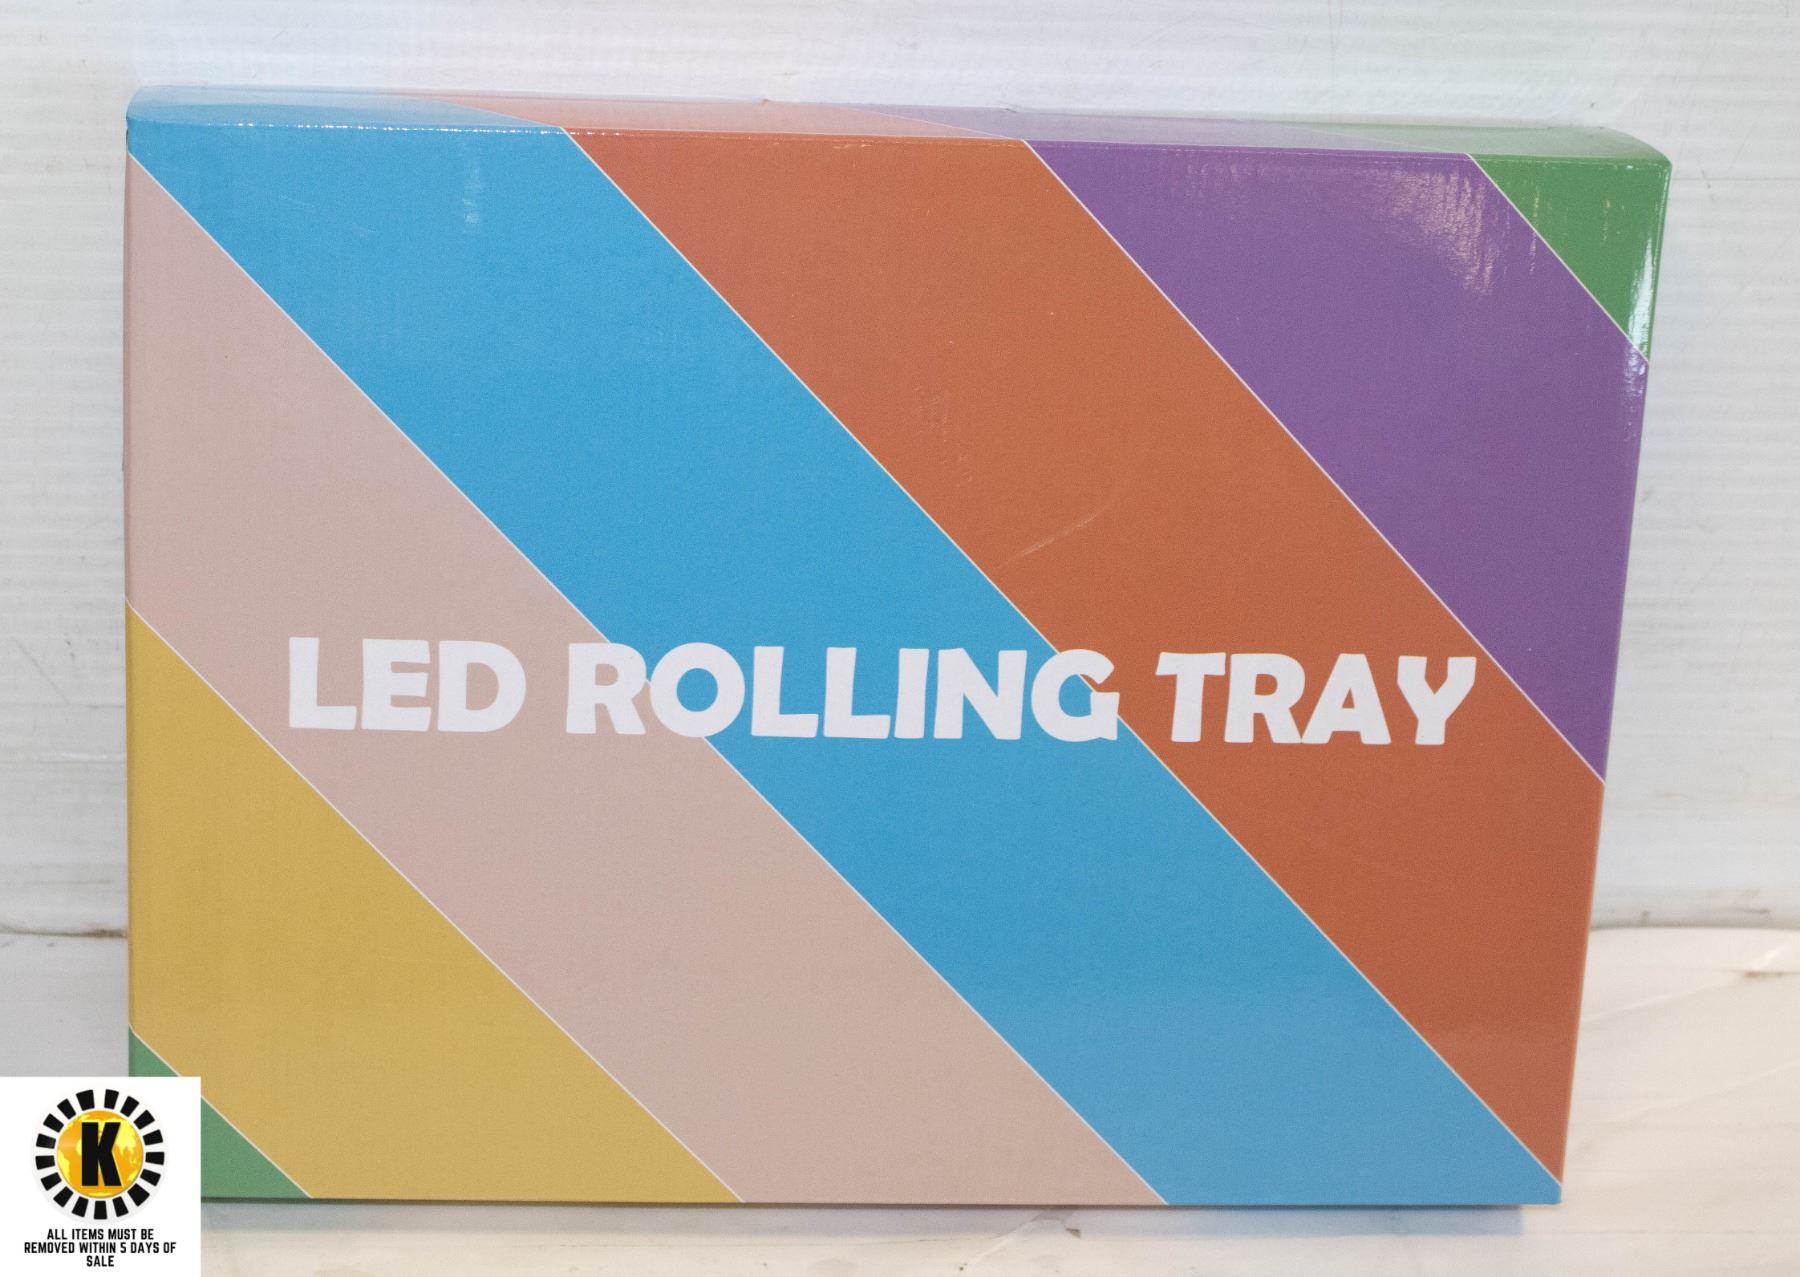 LED ROLLING TRAY
K
ALL ITEMS MUST BE
REMOVED WITHIN 5 DAYS OF
SALE